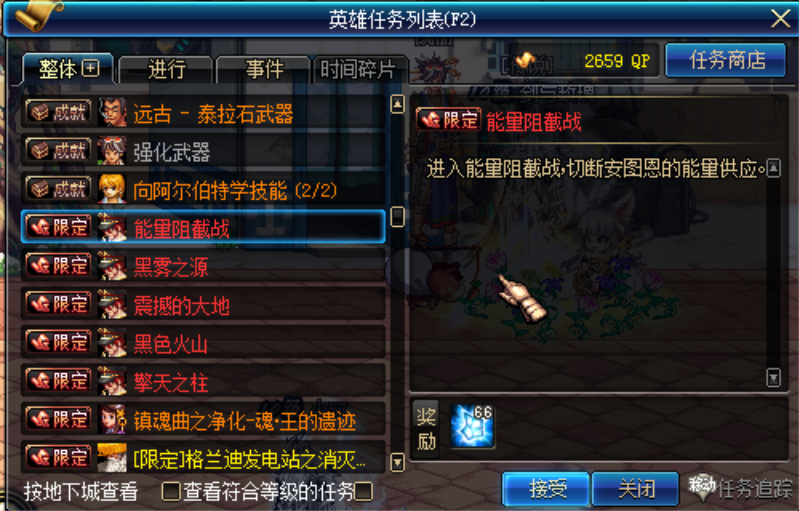 英雄任务列表(F2)
整体 进行 事件 时间碎片
2659 QP 任务商店
成就 远古 - 泰拉石武器
成就 强化武器
成就 向阿尔伯特学技能 (2/2)
限定 能量阻截战
限定 黑雾之源
限定 震撼的大地
限定 黑色火山
限定 擎天之柱
限定 镇魂曲之净化-魂·王的遗迹
限定 [限定]格兰迪发电站之消灭...
按地下城查看 查看符合等级的任务
限定 能量阻截战
进入能量阻截战,切断安图恩的能量供应。
奖励
66
接受 关闭 移动 任务追踪